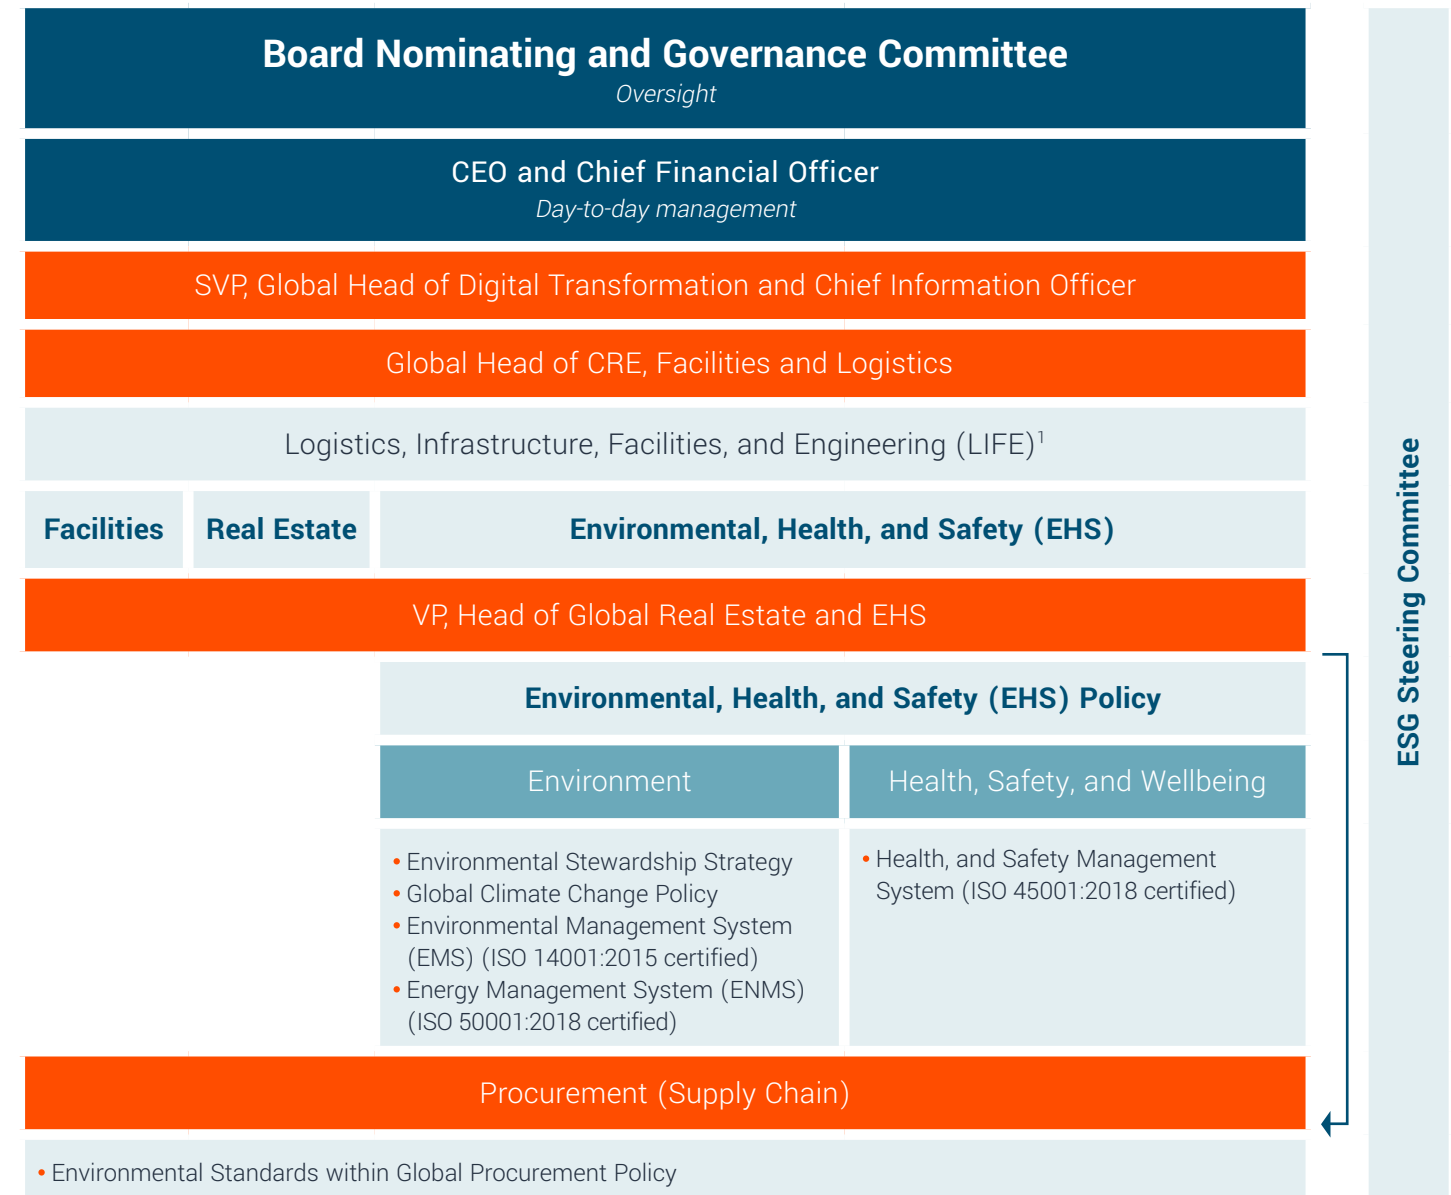 Board Nominating and Governance Committee
Oversight
CEO and Chief Financial Officer
Day-to-day management
SVP, Global Head of Digital Transformation and Chief Information Officer
Global Head of CRE, Facilities and Logistics
Logistics, Infrastructure, Facilities, and Engineering (LIFE)¹
Facilities
Real Estate
Environmental, Health, and Safety (EHS)
VP, Head of Global Real Estate and EHS
Environmental, Health, and Safety (EHS) Policy
Environment
• Environmental Stewardship Strategy
• Global Climate Change Policy
• Environmental Management System
(EMS) (ISO 14001:2015 certified)
• Energy Management System (ENMS)
(ISO 50001:2018 certified)
Health, Safety, and Wellbeing
• Health, and Safety Management
System (ISO 45001:2018 certified)
Procurement (Supply Chain)
• Environmental Standards within Global Procurement Policy
ESG Steering Committee